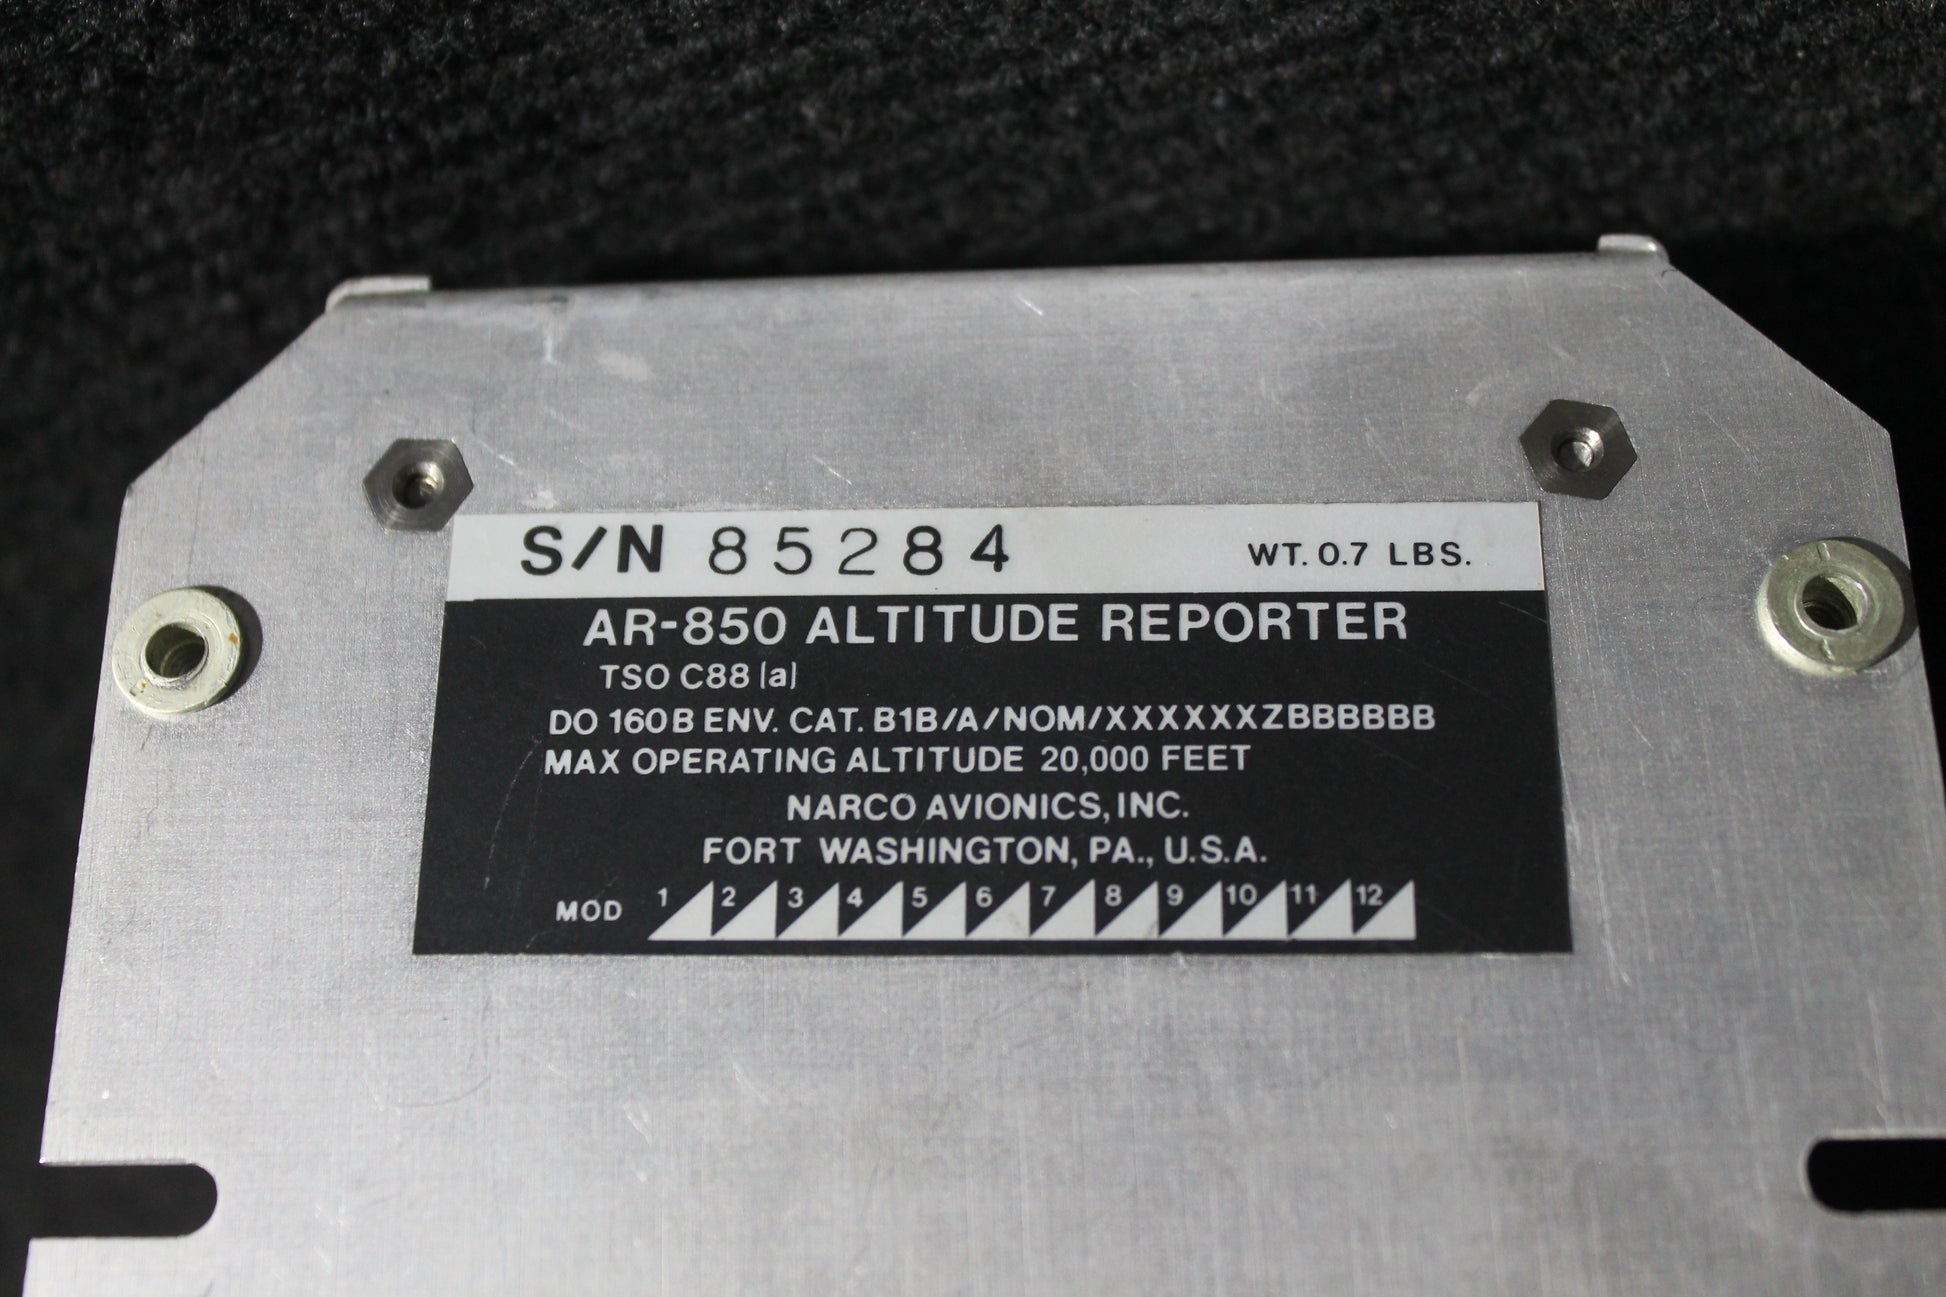 S/N 85284 WT. 0.7 LBS.
AR-850 ALTITUDE REPORTER
TSO C88 (a)
DO 160B ENV. CAT. B1B/A/NOM/XXXXXXZBBBBBB
MAX OPERATING ALTITUDE 20,000 FEET
NARCO AVIONICS, INC.
FORT WASHINGTON, PA., U.S.A.
MOD 1 2 3 4 5 6 7 8 9 10 11 12